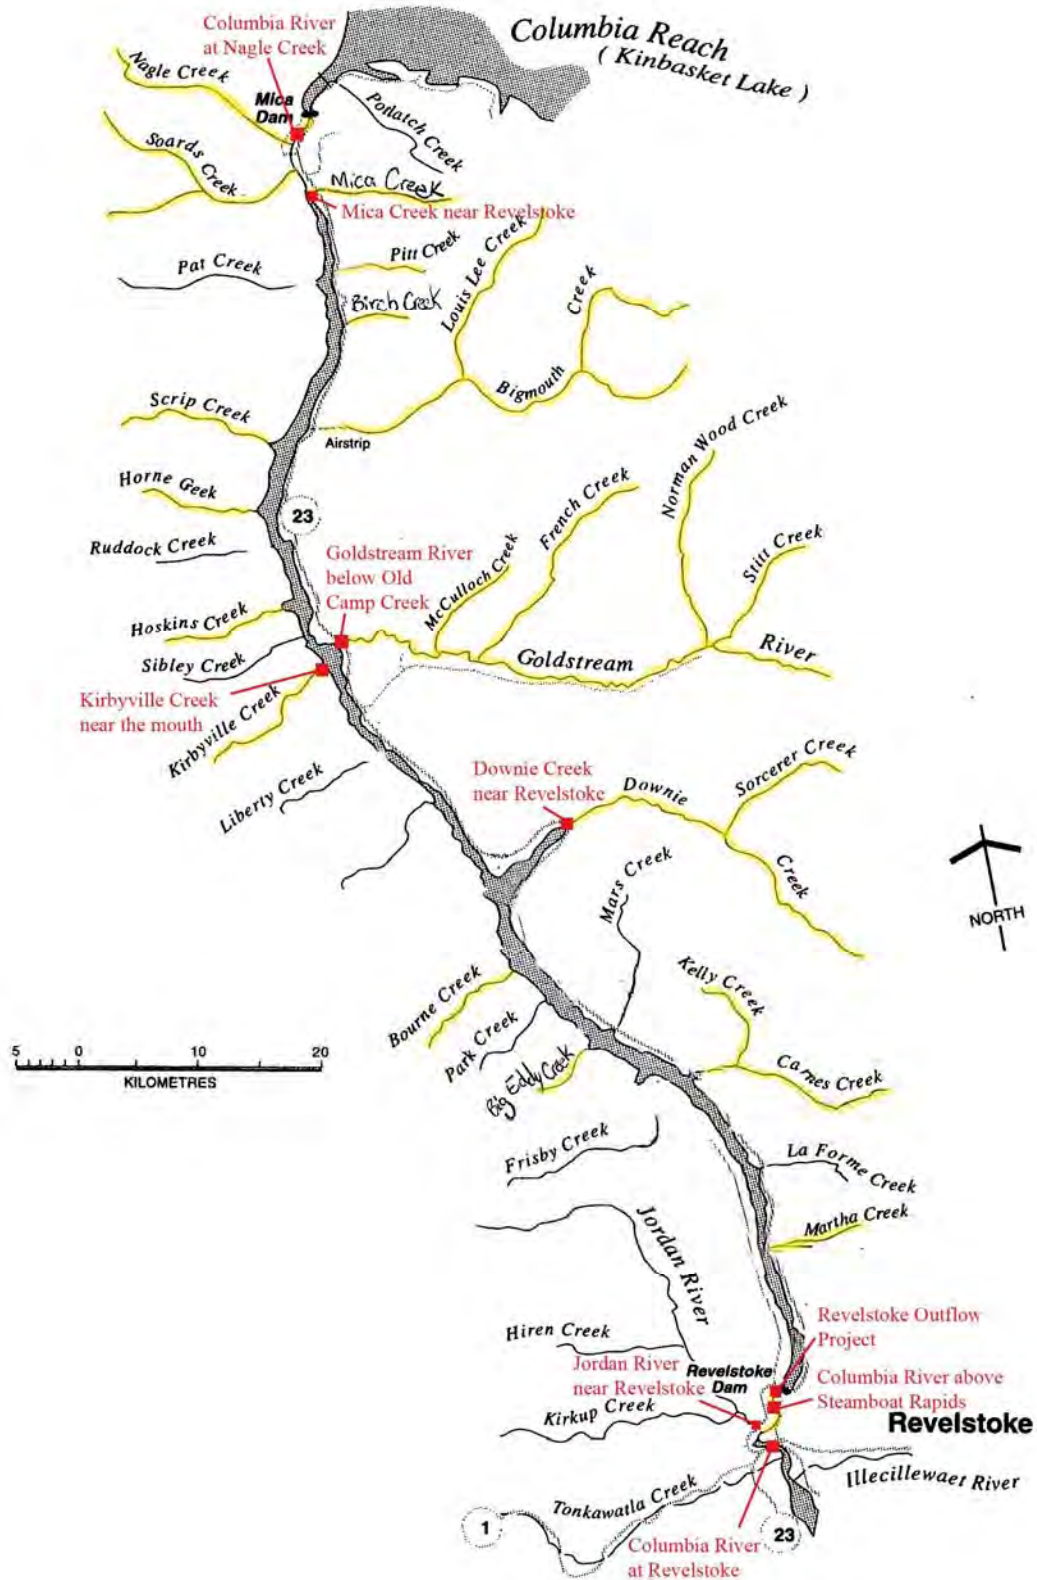 Columbia River
at Nagle Creek
Columbia Reach
( Kinbasket Lake )
Nagle Creek
Mica
Dam
Potlatch Creek
Soards Creek
Mica Creek
Mica Creek near Revelstoke
Pat Creek
Pitt Creek
Birch Creek
Louis Lee Creek
Creek
Bigmouth
Scrip Creek
Airstrip
Norman Wood Creek
Horne Geek
23
French Creek
Ruddock Creek
Goldstream River
below Old
Camp Creek
McCulloch Creek
Stitt Creek
Hoskins Creek
Sibley Creek
Goldstream
River
Kirbyville Creek
near the mouth
Kirbyville Creek
Liberty Creek
Downie Creek
near Revelstoke
Downie
Sorcerer Creek
Creek
Mars Creek
NORTH
Bourne Creek
Kelly Creek
Park Creek
Big Eddy Creek
Carnes Creek
5 0 10 20
KILOMETRES
Frisby Creek
La Forme Creek
Martha Creek
Jordan River
Hiren Creek
Revelstoke Outflow
Project
Jordan River
near Revelstoke
Revelstoke
Dam
Columbia River above
Steamboat Rapids
Kirkup Creek
Revelstoke
Illecillewaet River
Tonkawatla Creek
1
23
Columbia River
at Revelstoke